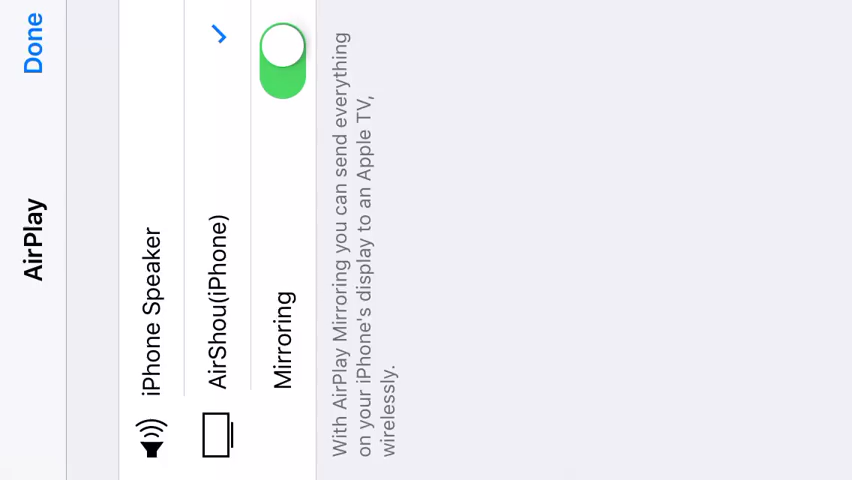 AirPlay
Done
iPhone Speaker
AirShou(iPhone)
Mirroring
With AirPlay Mirroring you can send everything
on your iPhone's display to an Apple TV,
wirelessly.